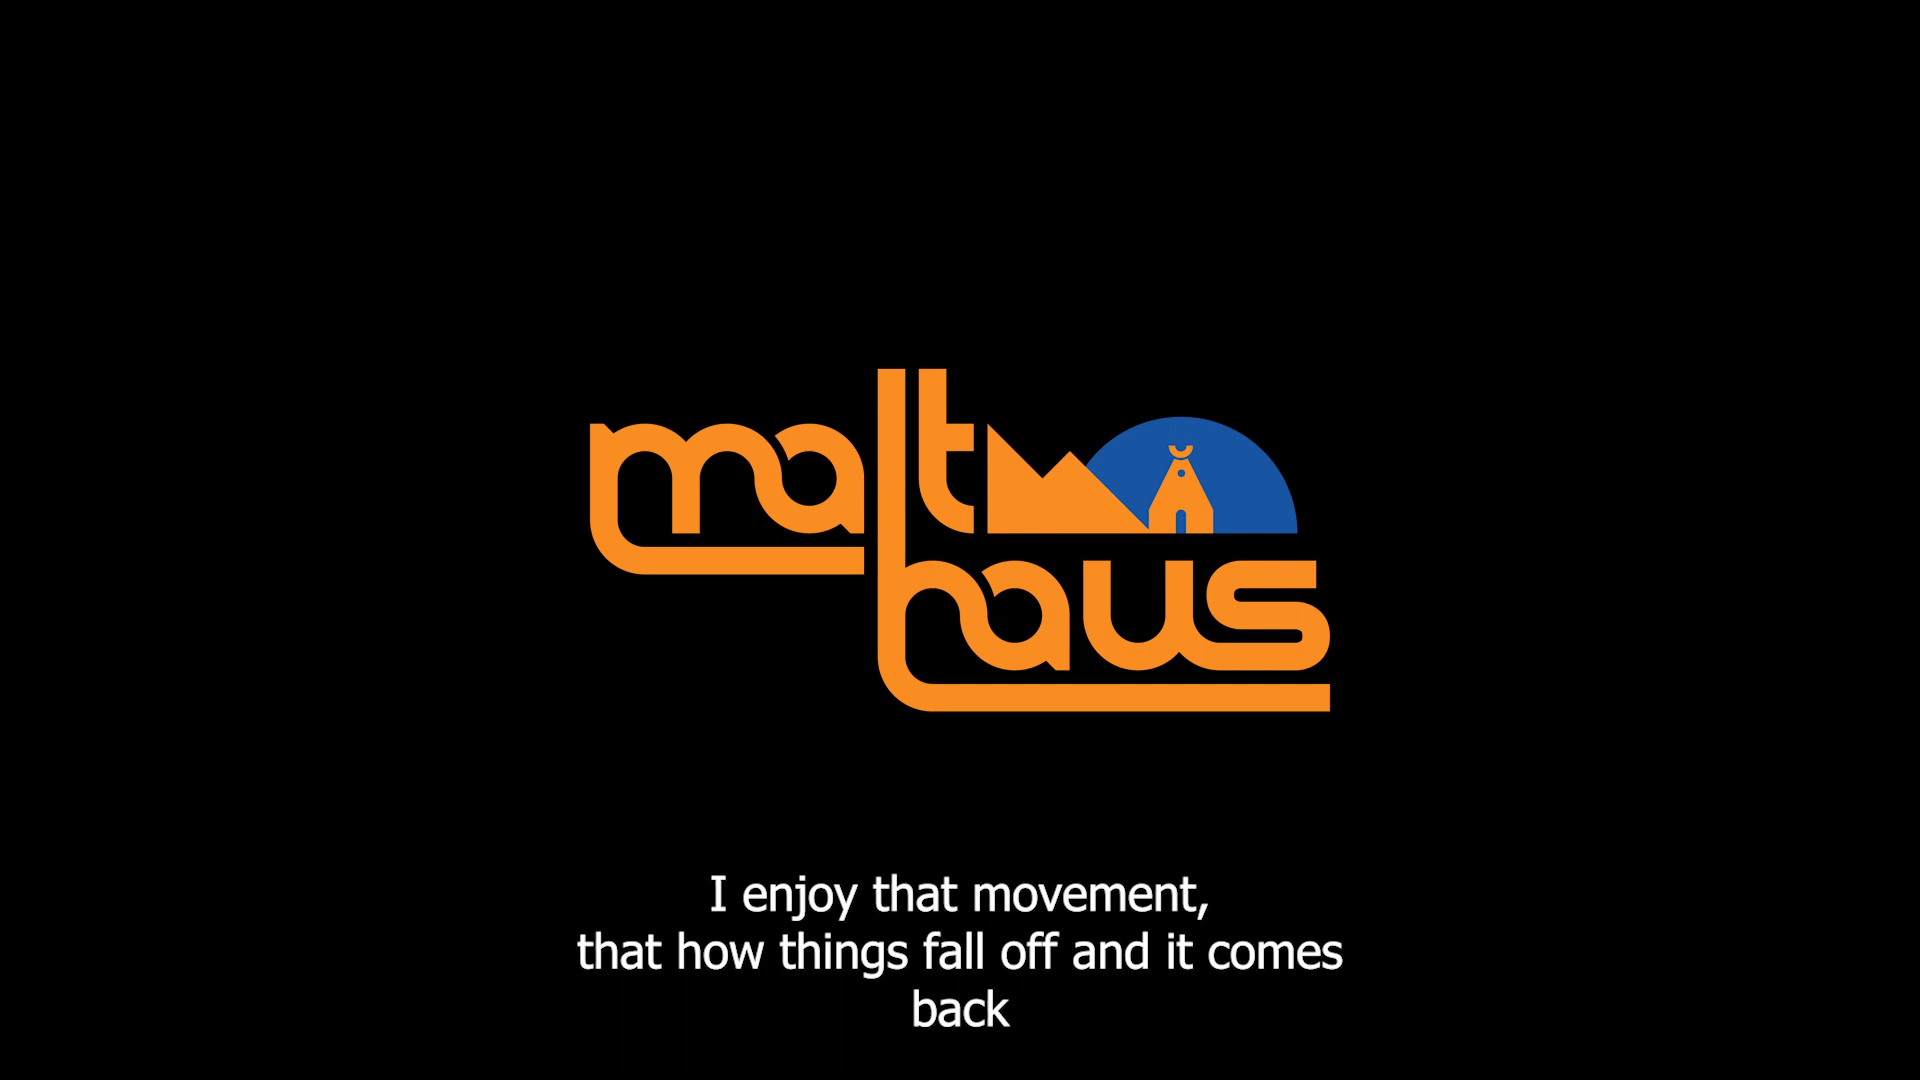 malt
haus
I enjoy that movement,
that how things fall off and it comes
back